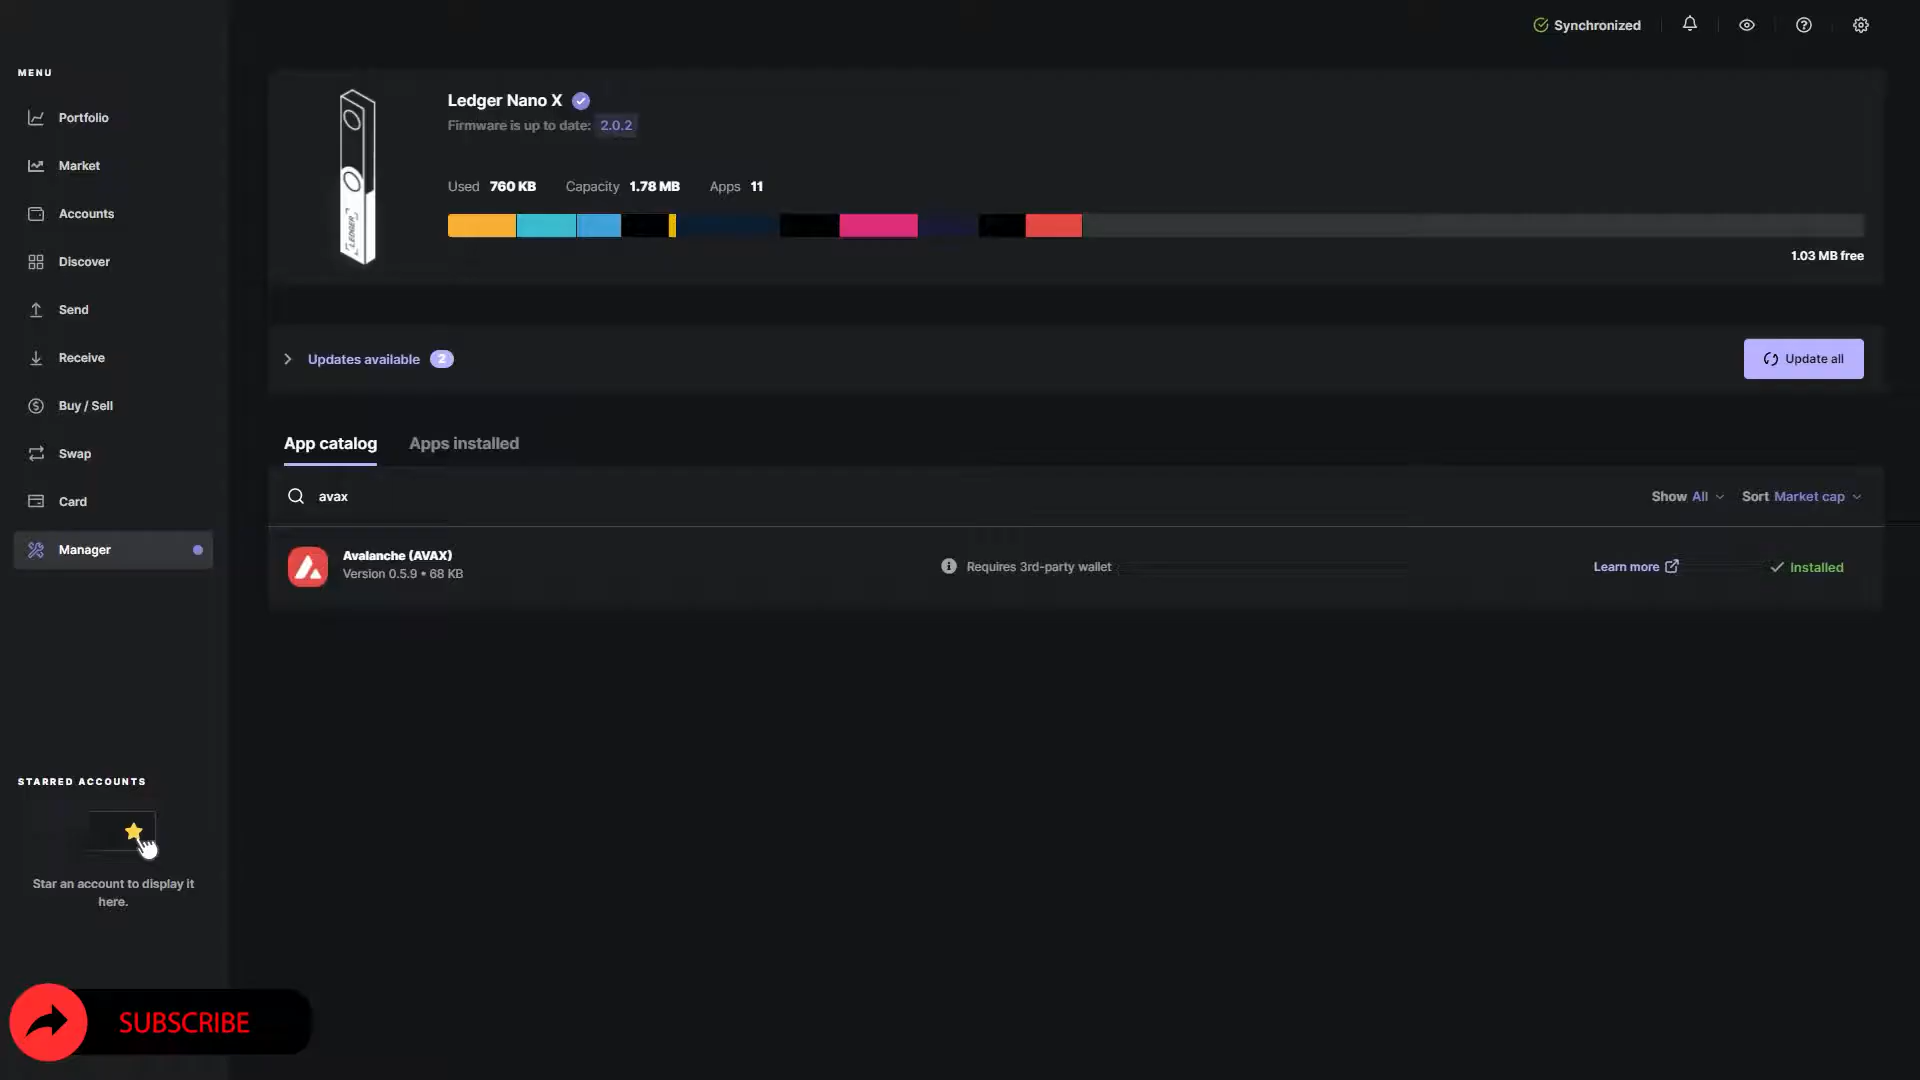 Synchronized
MENU
Portfolio
Market
Accounts
Discover
Send
Receive
Buy / Sell
Swap
Card
Manager
STARRED ACCOUNTS
Star an account to display it
here.
SUBSCRIBE
LEDGER
Ledger Nano X
Firmware is up to date: 2.0.2
Used 760 KB Capacity 1.78 MB Apps 11
1.03 MB free
Updates available 2
Update all
App catalog Apps installed
avax
Show All Sort Market cap
Avalanche (AVAX)
Version 0.5.9 • 68 KB
Requires 3rd-party wallet
Learn more
Installed